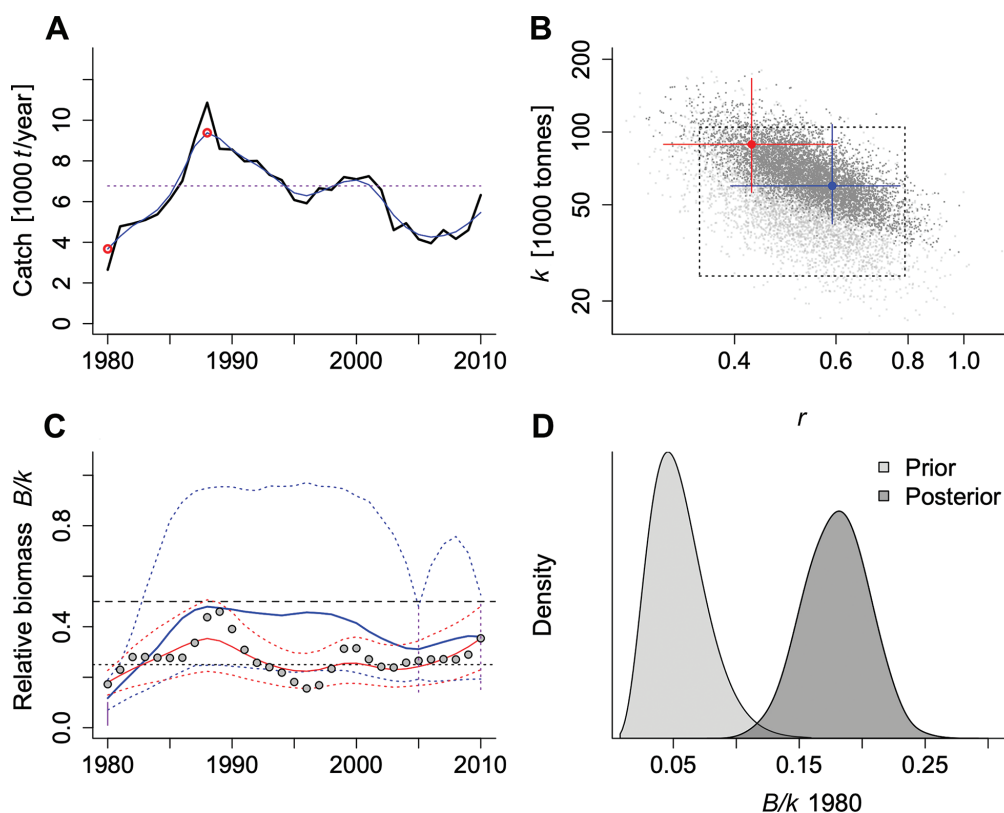 A
Catch [1000 t/year]
10
8
6
4
2
0
1980 1990 2000 2010
B
k [1000 tonnes]
200
100
50
20
0.4 0.6 0.8 1.0
r
C
Relative biomass B/k
0.8
0.4
0.0
1980 1990 2000 2010
D
Density
Prior
Posterior
0.05 0.15 0.25
B/k 1980